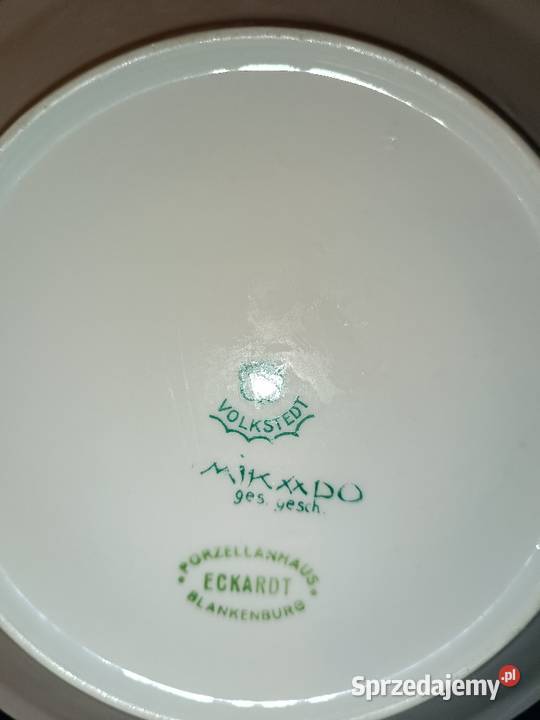 VOLKSTEDT
MIKADO
ges. gesch.
PORZELLANHAUS
ECKARDT
BLANKENBURG
Sprzedajemy.pl